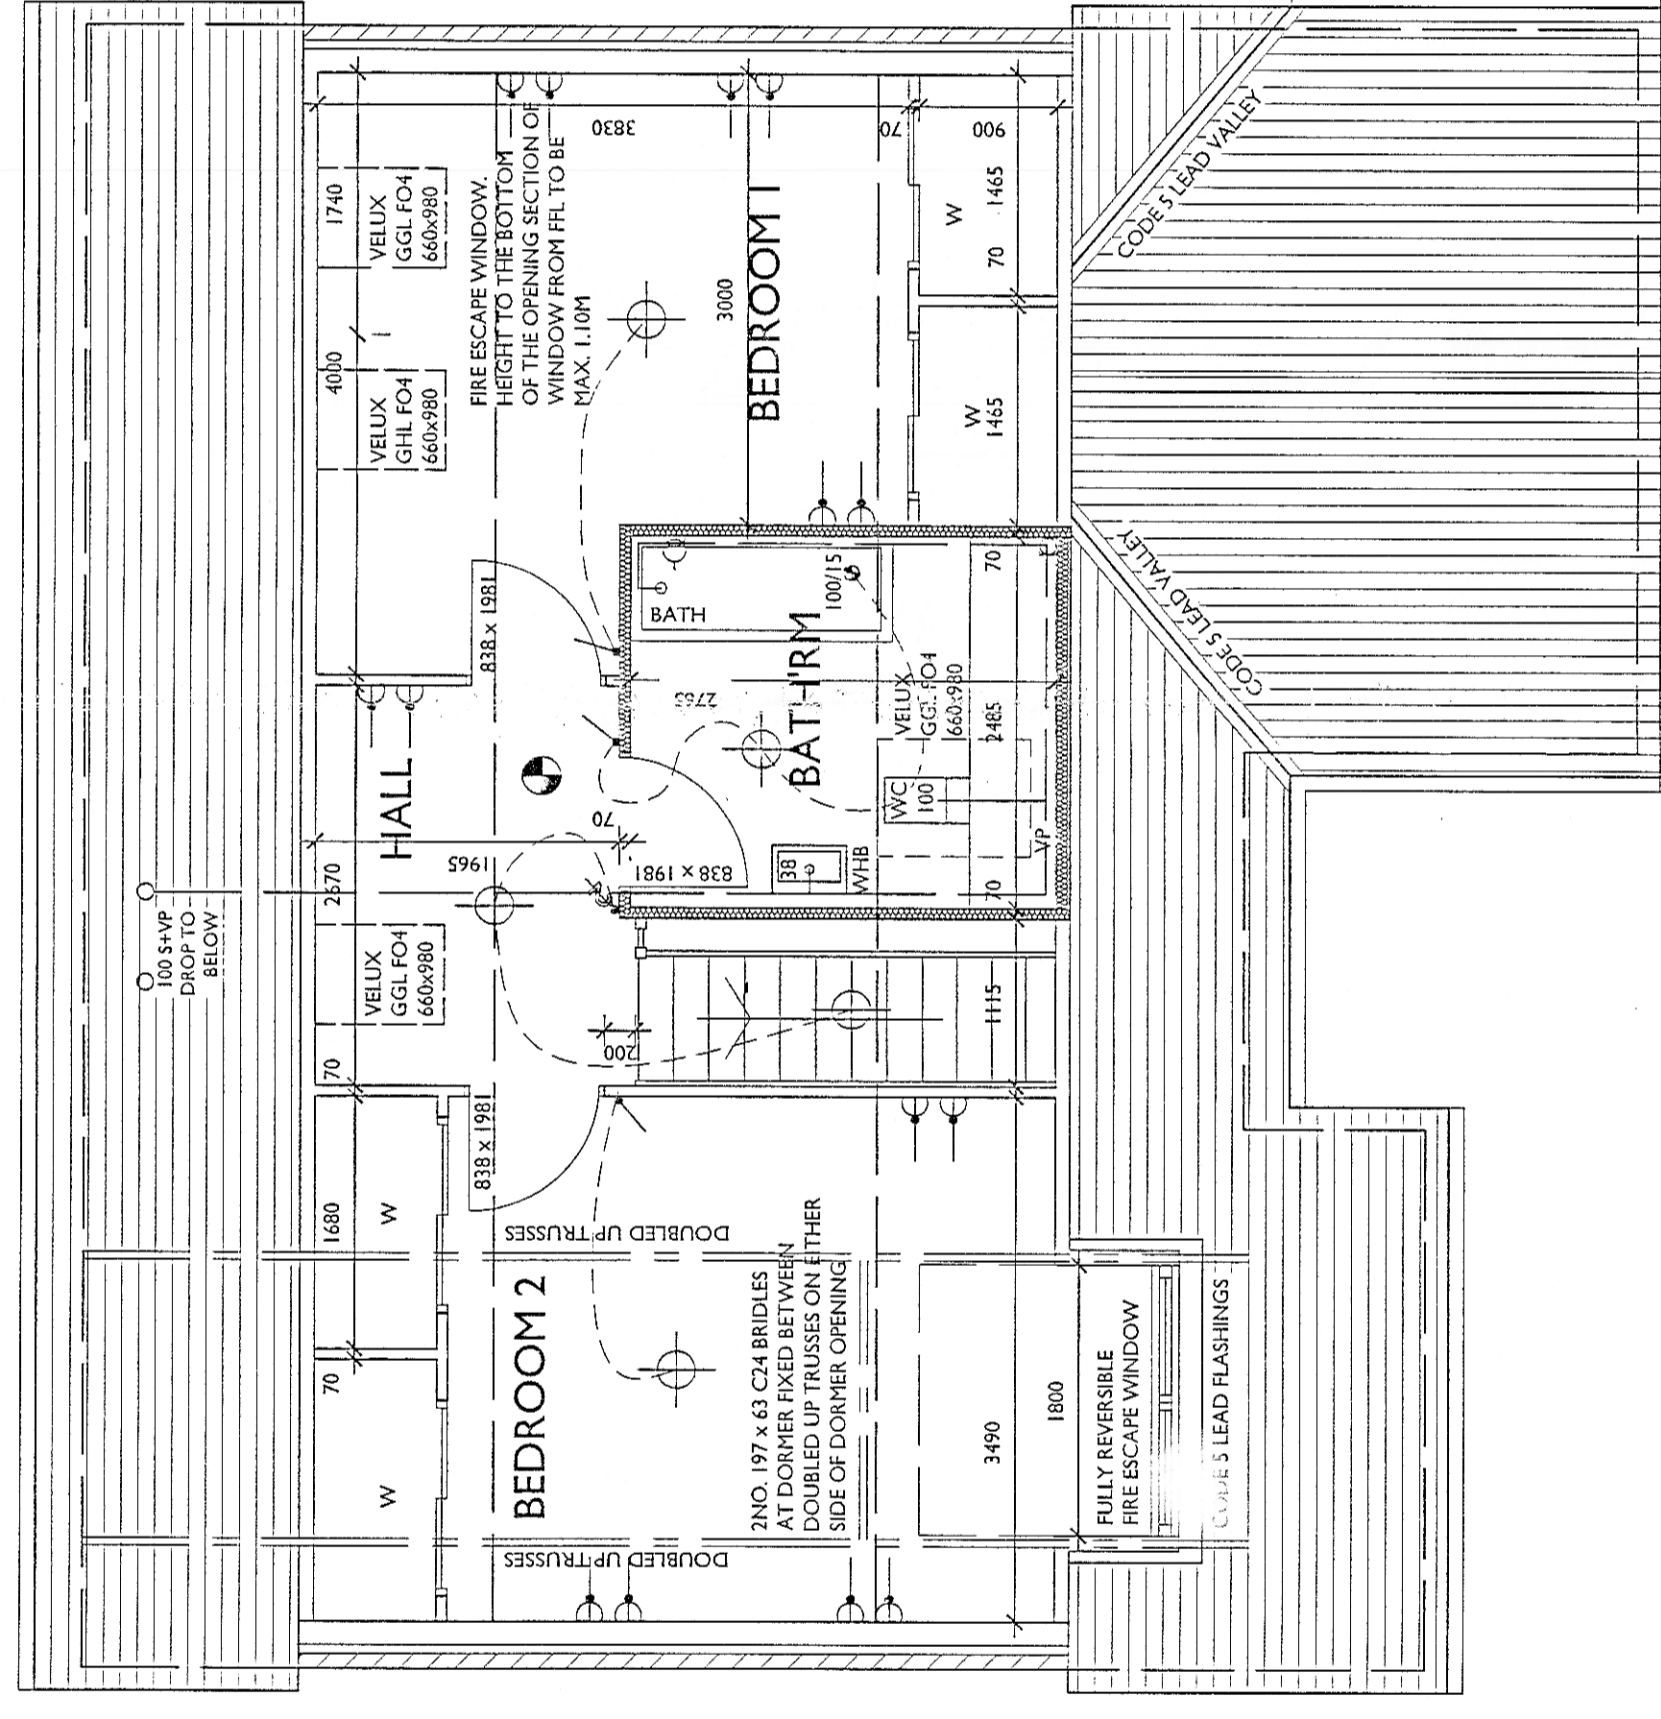 100 S+VP
DROP TO
BELOW
1740
VELUX
GGL FO4
660x980
4000
VELUX
GHL FO4
660x980
2670
VELUX
GGL FO4
660x980
70
1680
W
70
W
HALL
1965
70
838 x 1981
838 x 1981
838 x 1981
FIRE ESCAPE WINDOW.
HEIGHT TO THE BOTTOM
OF THE OPENING SECTION OF
WINDOW FROM FFL TO BE
MAX. 1.10M
3830
70
900
3000
BEDROOM 1
W
1465
70
W
1465
BATH
100/15
BATH'RM
VELUX
GGL FO4
660x980
70
2485
70
WC
100
VP
38
WHB
200
1115
BEDROOM 2
DOUBLED UP TRUSSES
DOUBLED UP TRUSSES
2NO. 197 x 63 C24 BRIDLES
AT DORMER FIXED BETWEEN
DOUBLED UP TRUSSES ON EITHER
SIDE OF DORMER OPENING
3490
1800
FULLY REVERSIBLE
FIRE ESCAPE WINDOW
CODE 5 LEAD FLASHINGS
CODE 5 LEAD VALLEY
CODE 5 LEAD VALLEY